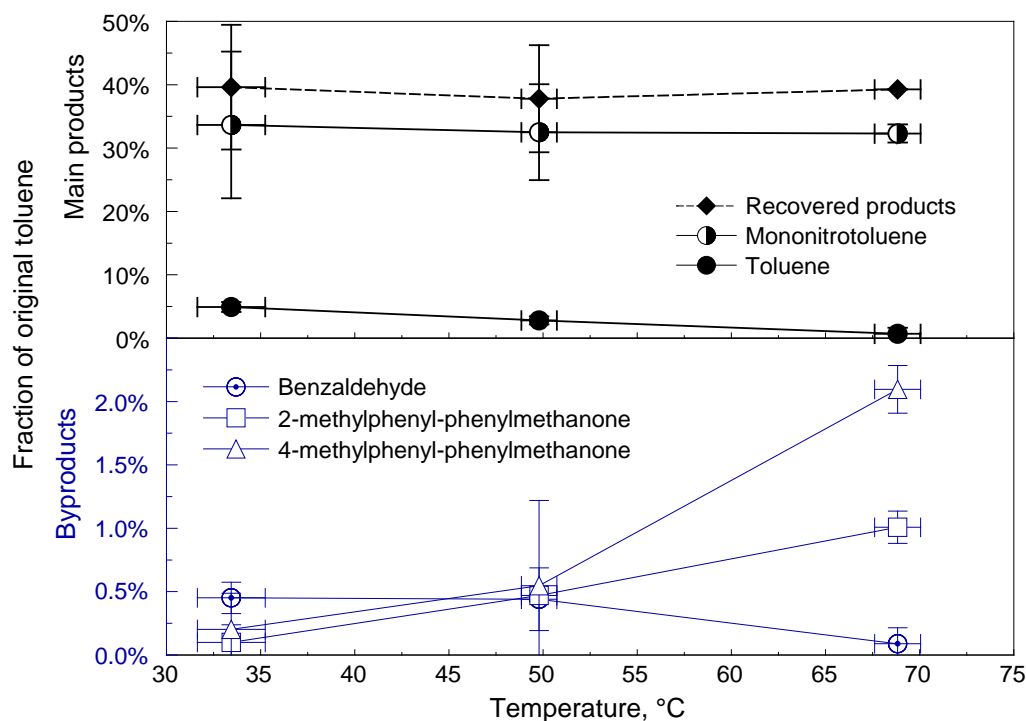 Fraction of original toluene
Main products
50%
40%
30%
20%
10%
0%
Recovered products
Mononitrotoluene
Toluene
Byproducts
2.0%
1.5%
1.0%
0.5%
0.0%
Benzaldehyde
2-methylphenyl-phenylmethanone
4-methylphenyl-phenylmethanone
30 35 40 45 50 55 60 65 70 75
Temperature, °C